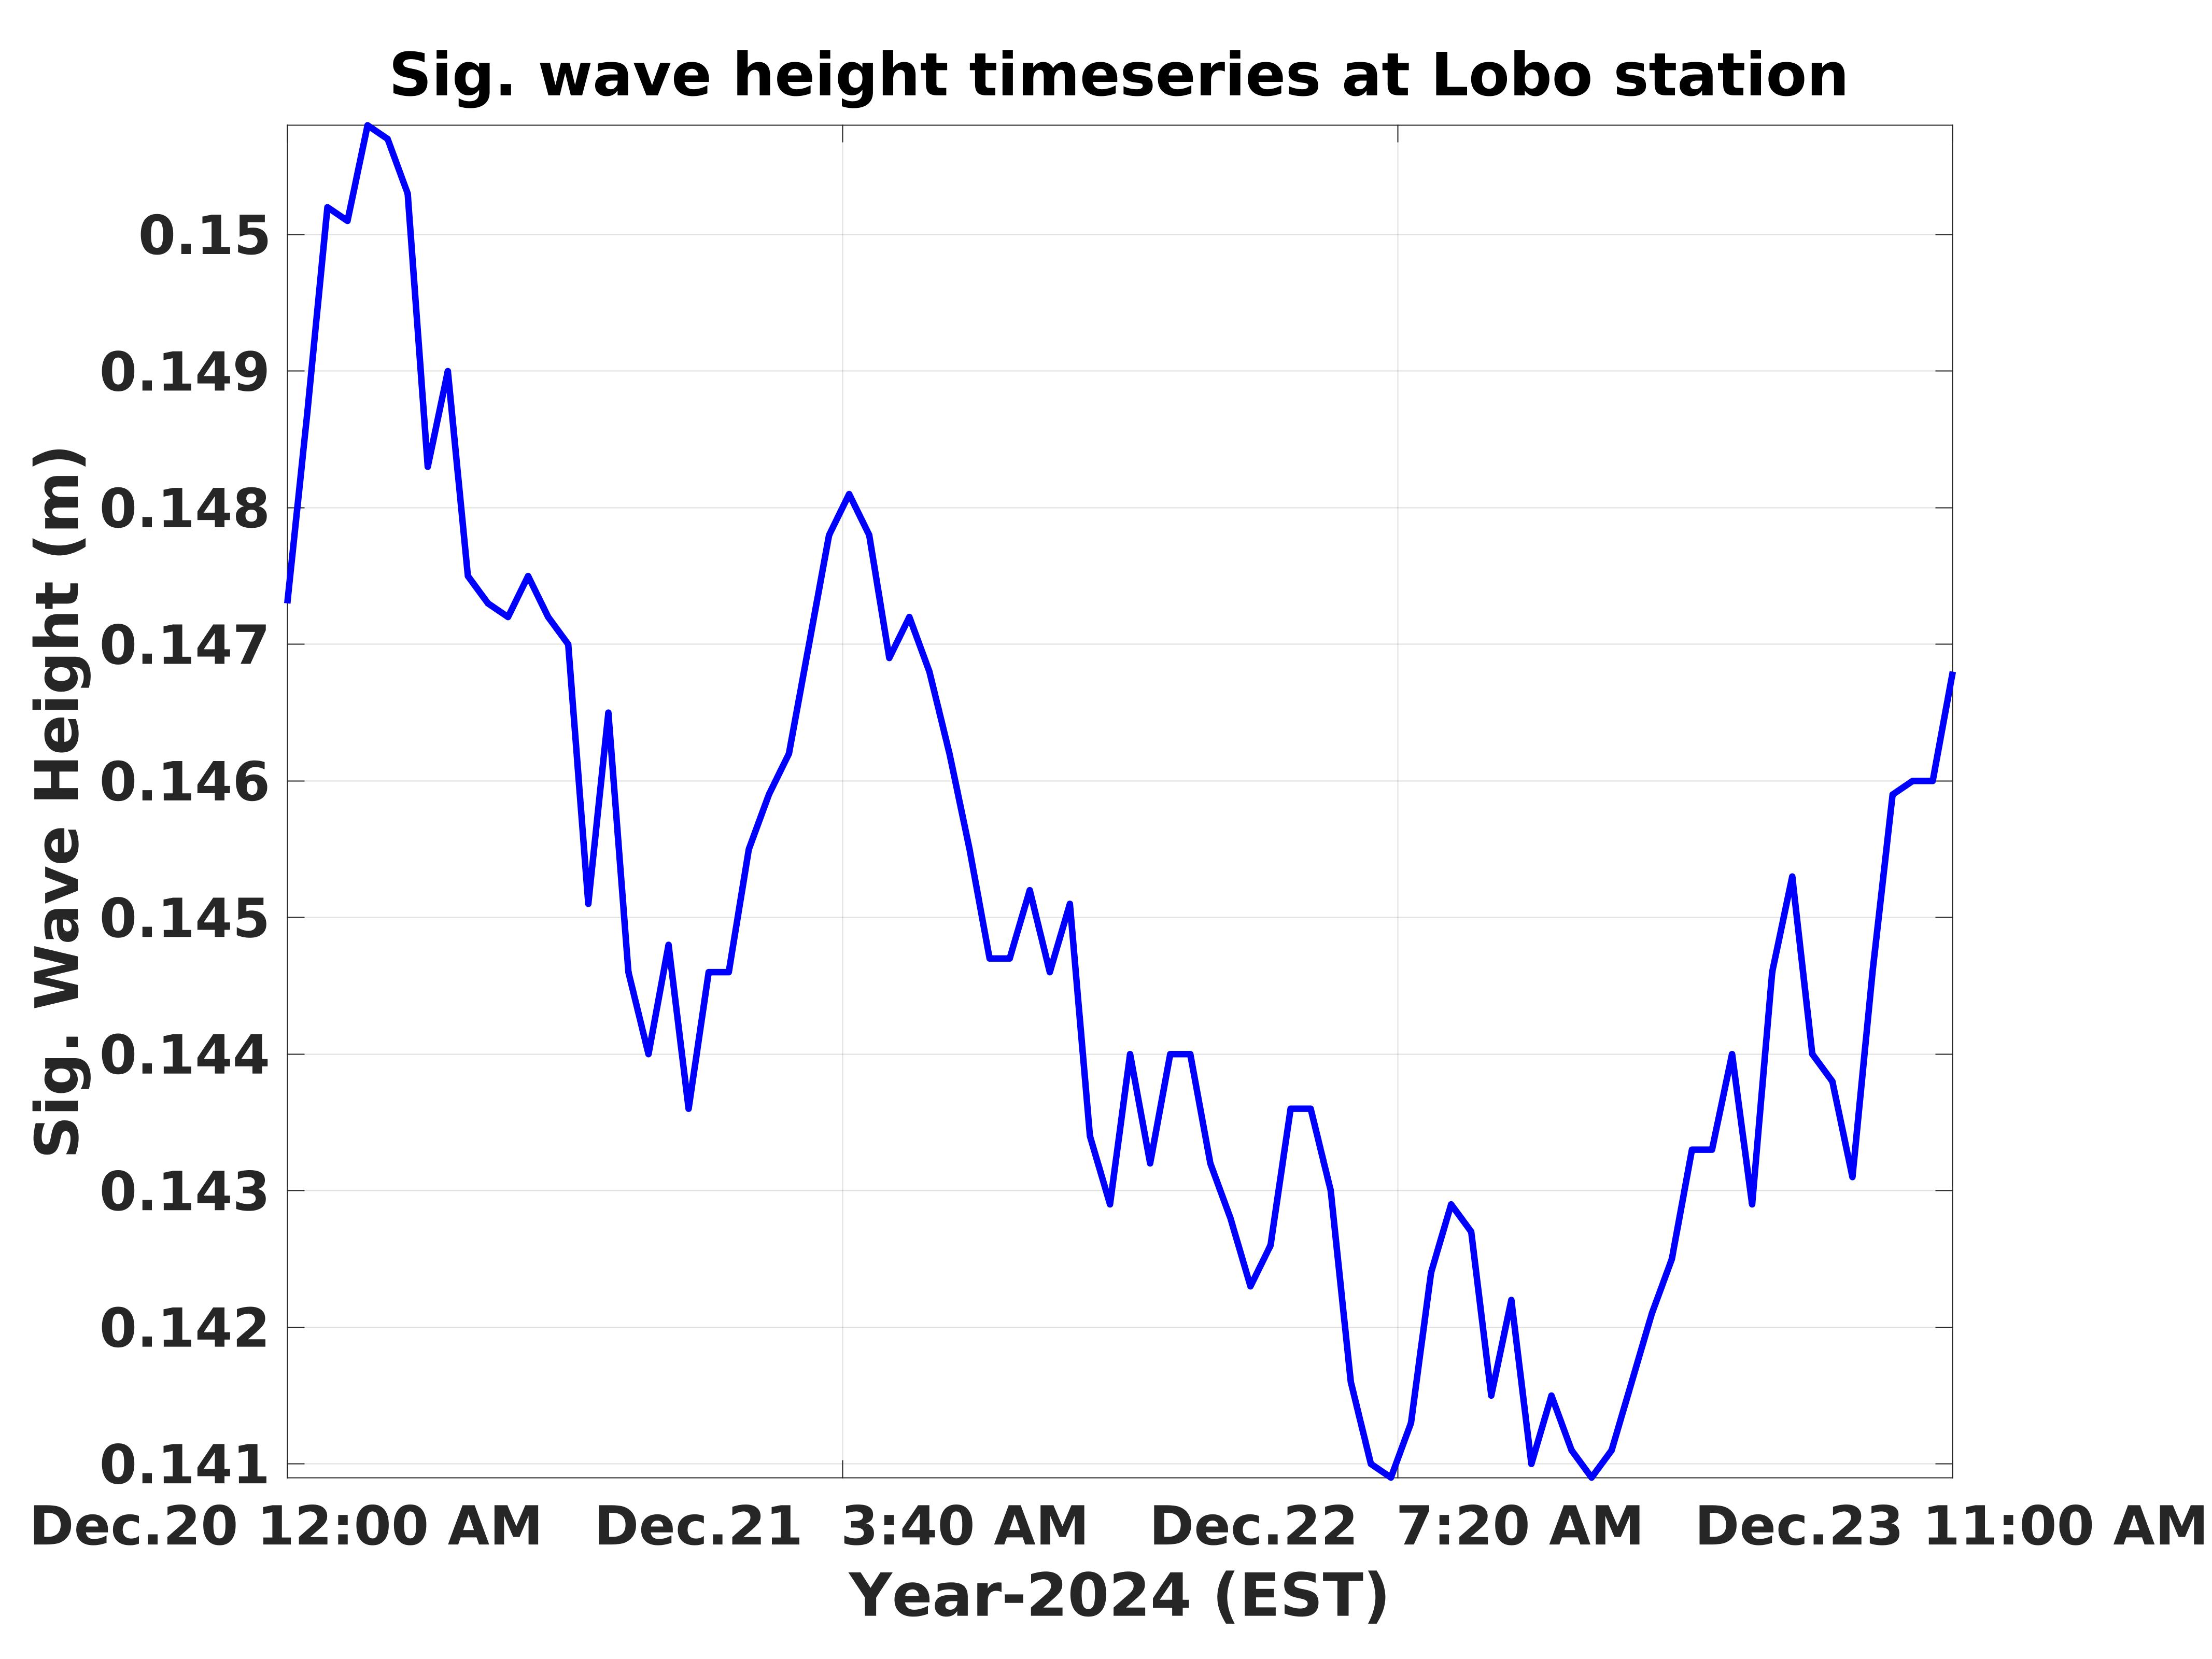 Sig. wave height timeseries at Lobo station
Sig. Wave Height (m)
0.15
0.149
0.148
0.147
0.146
0.145
0.144
0.143
0.142
0.141
Dec.20 12:00 AM Dec.21 3:40 AM Dec.22 7:20 AM Dec.23 11:00 AM
Year-2024 (EST)